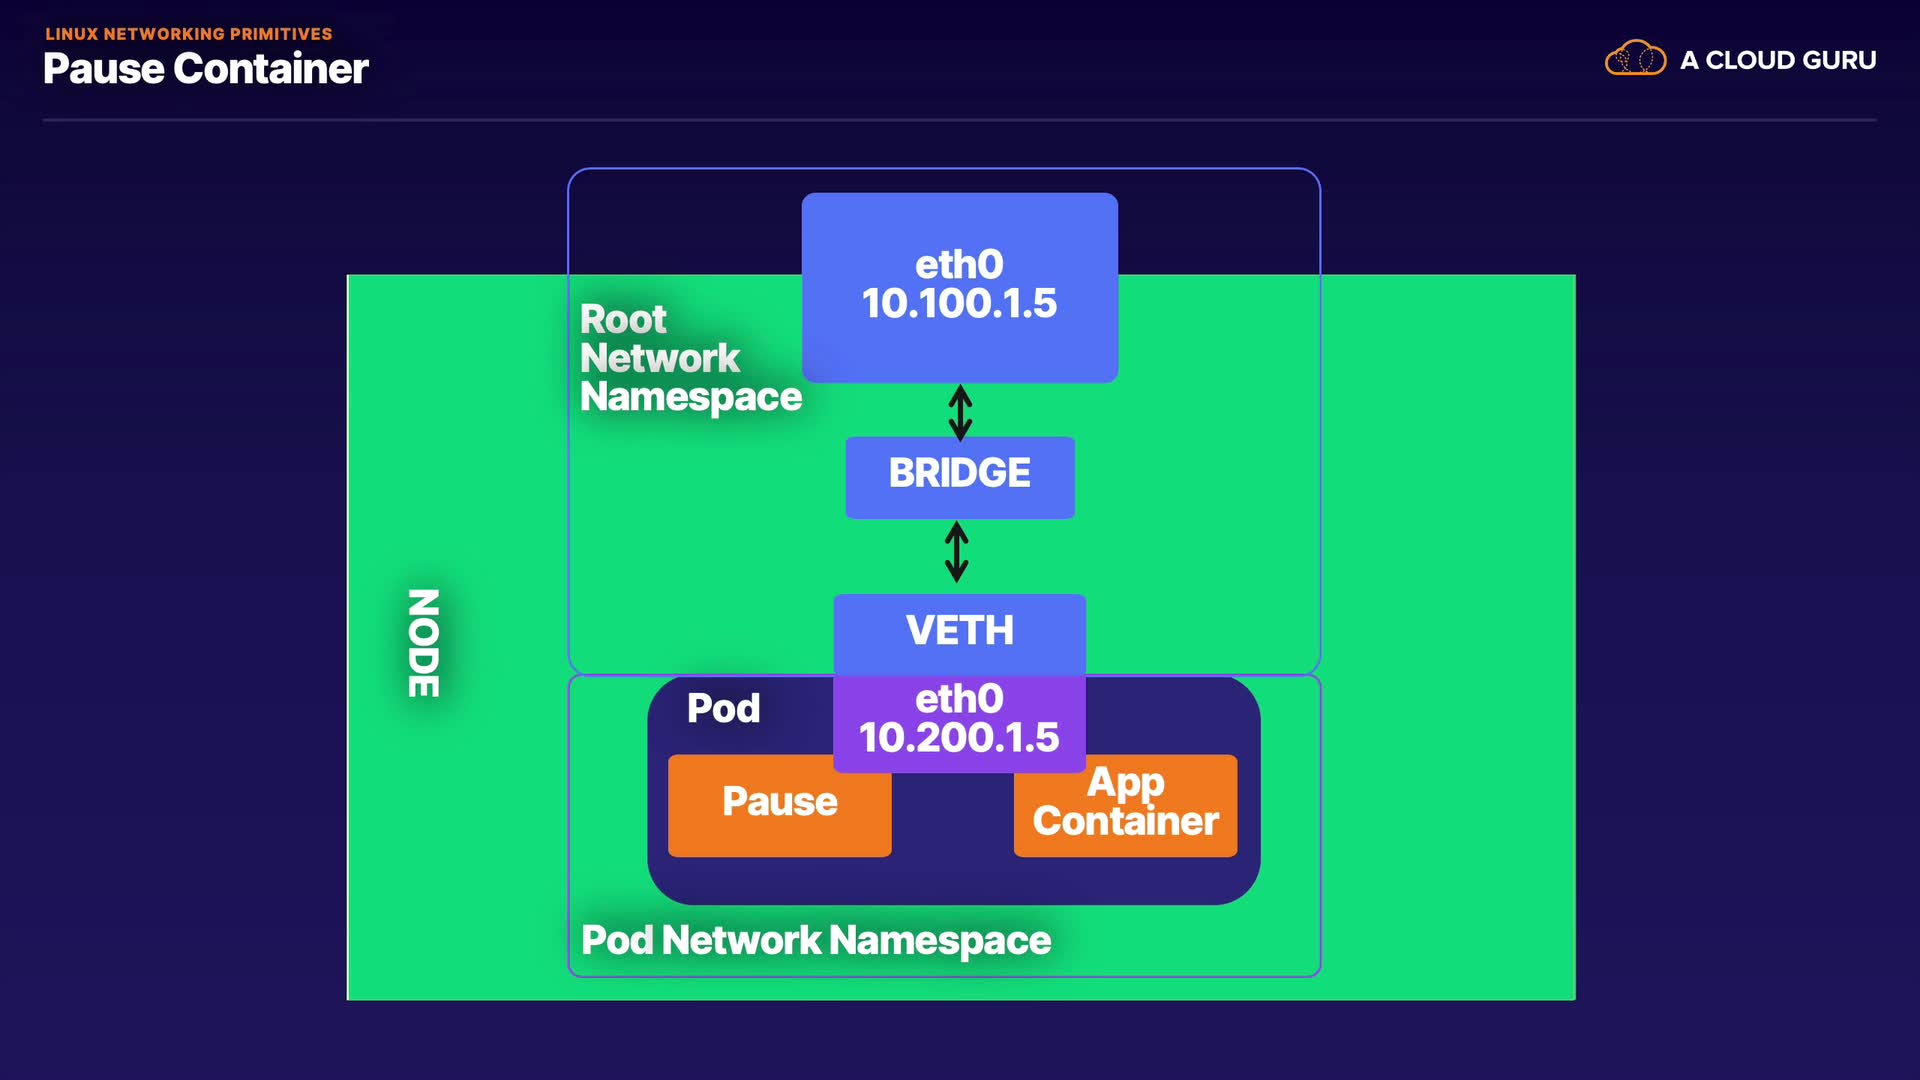 LINUX NETWORKING PRIMITIVES
Pause Container
A CLOUD GURU
eth0
10.100.1.5
Root
Network
Namespace
BRIDGE
NODE
VETH
Pod
eth0
10.200.1.5
Pause
App
Container
Pod Network Namespace